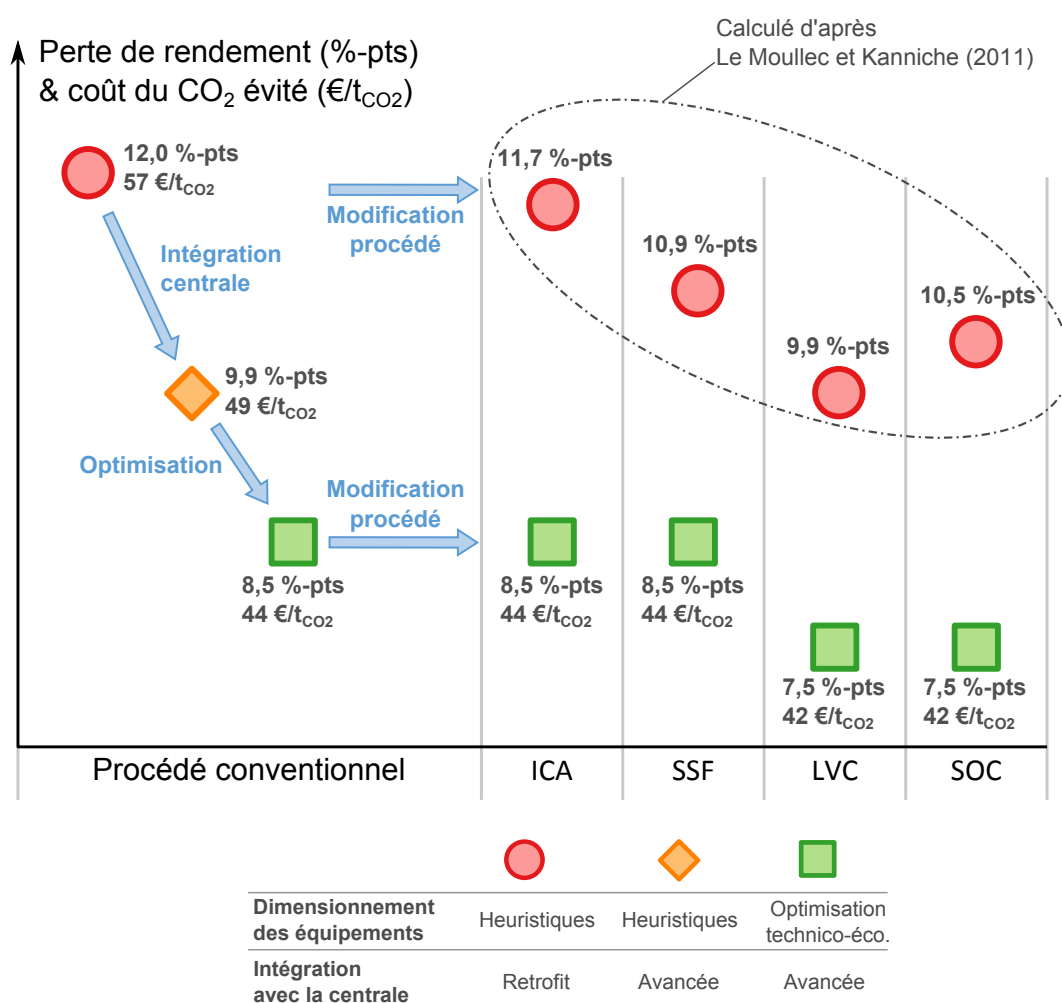 Calculé d'après
Le Moullec et Kanniche (2011)
Perte de rendement (%-pts)
& coût du CO₂ évité (€/tCO2)
12,0 %-pts
57 €/tCO2
Modification
procédé
11,7 %-pts
10,9 %-pts
10,5 %-pts
9,9 %-pts
Intégration
centrale
9,9 %-pts
49 €/tCO2
Optimisation
Modification
procédé
8,5 %-pts
44 €/tCO2
8,5 %-pts
44 €/tCO2
8,5 %-pts
44 €/tCO2
7,5 %-pts
42 €/tCO2
7,5 %-pts
42 €/tCO2
Procédé conventionnel
ICA
SSF
LVC
SOC
Dimensionnement
des équipements
Heuristiques
Heuristiques
Optimisation
technico-éco.
Intégration
avec la centrale
Retrofit
Avancée
Avancée